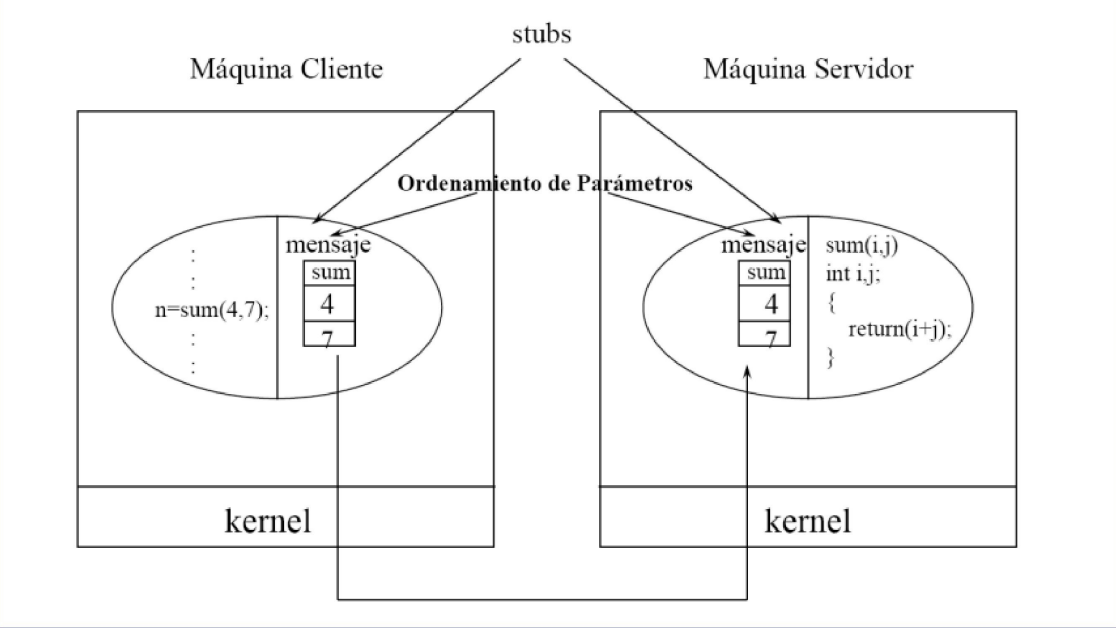 stubs
Máquina Cliente
Máquina Servidor
Ordenamiento de Parámetros
:
:
n=sum(4,7);
:
:
mensaje
sum
4
7
mensaje
sum
4
7
sum(i,j)
int i,j;
{
return(i+j);
}
kernel
kernel